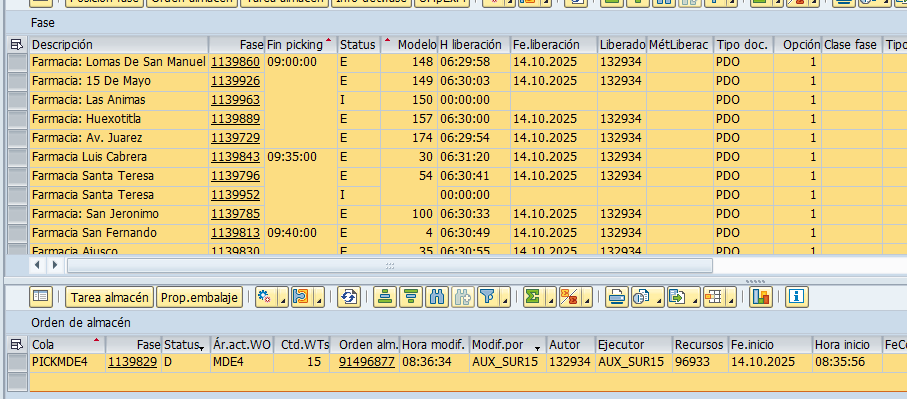 Posición fase Orden almacén Tarea almacén Info det.fase
Fase
Descripción Fase Fin picking Status Modelo H liberación Fe.liberación Liberado MétLiberac Tipo doc. Opción Clase fase Tipo
Farmacia: Lomas De San Manuel 1139860 09:00:00 E 148 06:29:58 14.10.2025 132934 PDO 1
Farmacia: 15 De Mayo 1139926 E 149 06:30:03 14.10.2025 132934 PDO 1
Farmacia: Las Animas 1139963 I 150 00:00:00 PDO 1
Farmacia: Huexotitla 1139889 E 157 06:30:00 14.10.2025 132934 PDO 1
Farmacia: Av. Juarez 1139729 E 174 06:29:54 14.10.2025 132934 PDO 1
Farmacia Luis Cabrera 1139843 09:35:00 E 30 06:31:20 14.10.2025 132934 PDO 1
Farmacia Santa Teresa 1139796 E 54 06:30:41 14.10.2025 132934 PDO 1
Farmacia Santa Teresa 1139952 I 00:00:00 PDO 1
Farmacia: San Jeronimo 1139785 E 100 06:30:33 14.10.2025 132934 PDO 1
Farmacia San Fernando 1139813 09:40:00 E 4 06:30:49 14.10.2025 132934 PDO 1
Farmacia Ajusco 1139830 E 35 06:30:55 14.10.2025 132934 PDO 1
Tarea almacén Prop.embalaje
Orden de almacén
Cola Fase Status Ár.act.WO Ctd.WTs Orden alm. Hora modif. Modif.por Autor Ejecutor Recursos Fe.inicio Hora inicio FeCo
PICKMDE4 1139829 D MDE4 15 91496877 08:36:34 AUX_SUR15 132934 AUX_SUR15 96933 14.10.2025 08:35:56